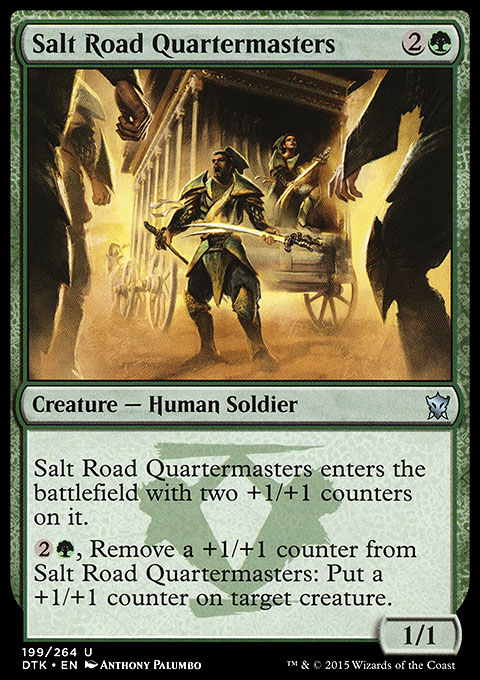 Salt Road Quartermasters 2
Creature — Human Soldier
Salt Road Quartermasters enters the
battlefield with two +1/+1 counters
on it.
2, Remove a +1/+1 counter from
Salt Road Quartermasters: Put a
+1/+1 counter on target creature.
1/1
199/264 U
DTK • EN Anthony Palumbo
™ & © 2015 Wizards of the Coast